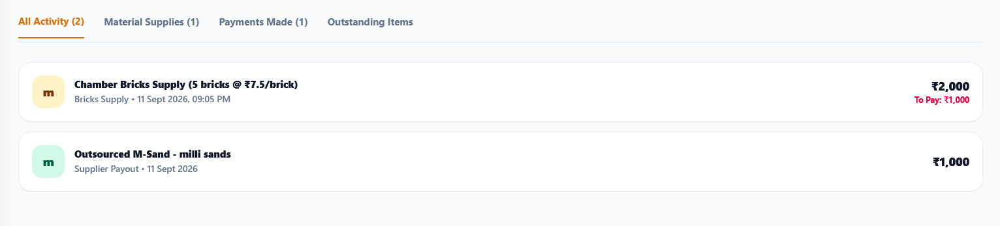 All Activity (2) Material Supplies (1) Payments Made (1) Outstanding Items
m
Chamber Bricks Supply (5 bricks @ ₹7.5/brick)
Bricks Supply • 11 Sept 2026, 09:05 PM
₹2,000
To Pay: ₹1,000
m
Outsourced M-Sand - milli sands
Supplier Payout • 11 Sept 2026
₹1,000